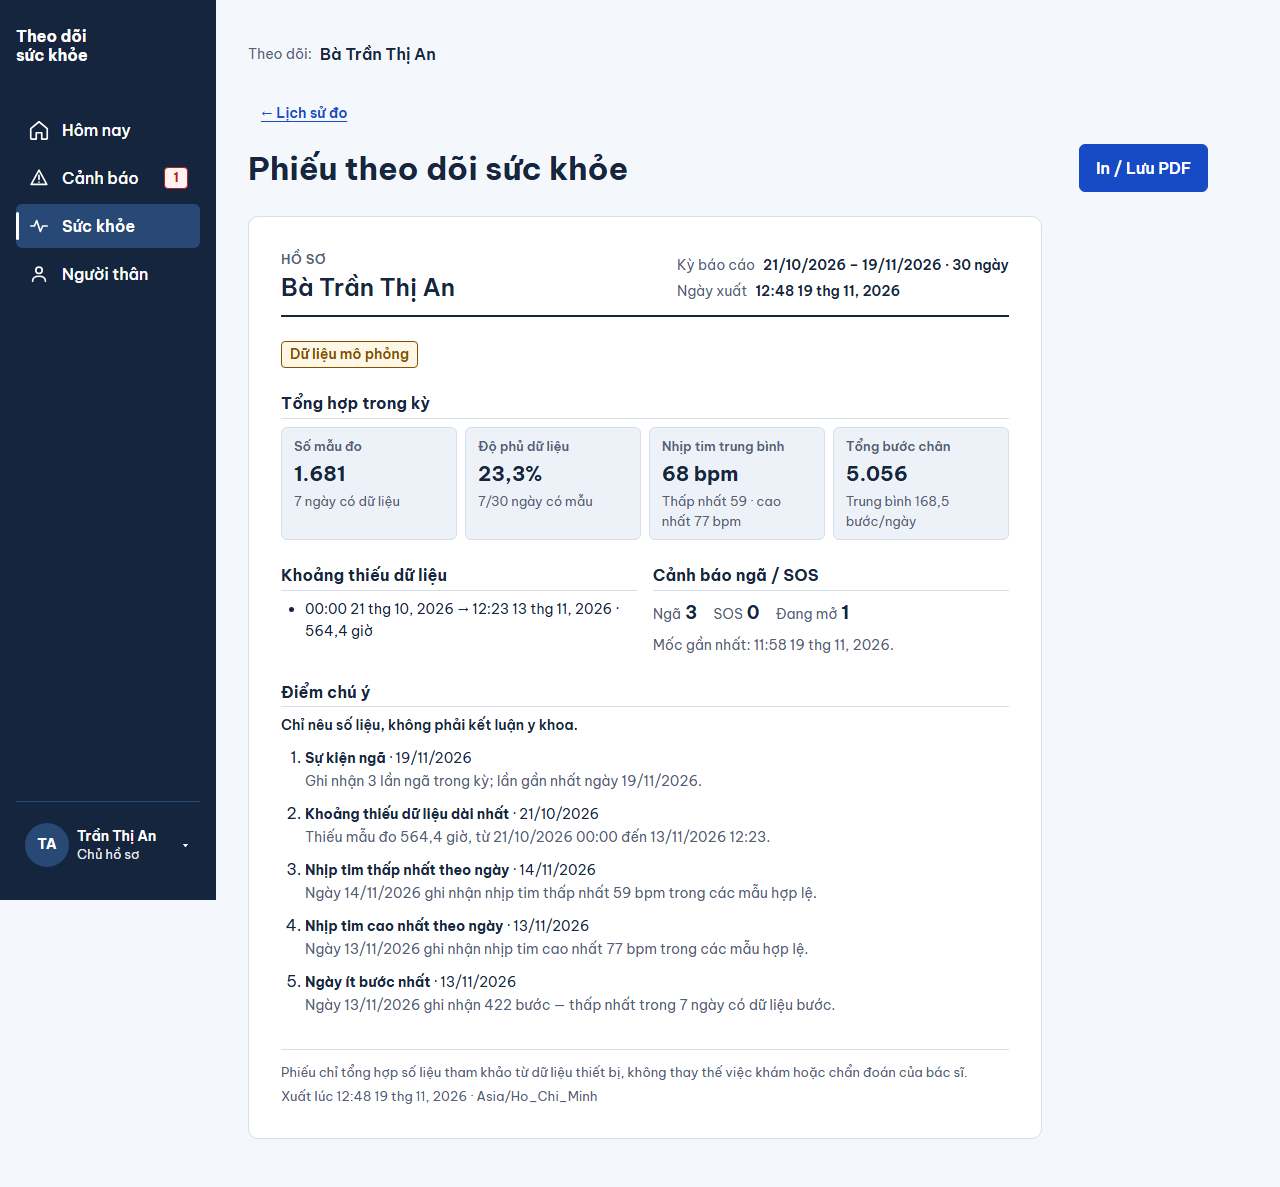 Theo dõi
sức khỏe
Hôm nay
Cảnh báo 1
Sức khỏe
Người thân
TA
Trần Thị An
Chủ hồ sơ
Theo dõi: Bà Trần Thị An
← Lịch sử đo
Phiếu theo dõi sức khỏe
In / Lưu PDF
HỒ SƠ
Bà Trần Thị An
Kỳ báo cáo 21/10/2026 – 19/11/2026 · 30 ngày
Ngày xuất 12:48 19 thg 11, 2026
Dữ liệu mô phỏng
Tổng hợp trong kỳ
Số mẫu đo
1.681
7 ngày có dữ liệu
Độ phủ dữ liệu
23,3%
7/30 ngày có mẫu
Nhịp tim trung bình
68 bpm
Thấp nhất 59 · cao
nhất 77 bpm
Tổng bước chân
5.056
Trung bình 168,5
bước/ngày
Khoảng thiếu dữ liệu
• 00:00 21 thg 10, 2026 → 12:23 13 thg 11, 2026 ·
564,4 giờ
Cảnh báo ngã / SOS
Ngã 3 SOS 0 Đang mở 1
Mốc gần nhất: 11:58 19 thg 11, 2026.
Điểm chú ý
Chỉ nêu số liệu, không phải kết luận y khoa.
1. Sự kiện ngã · 19/11/2026
Ghi nhận 3 lần ngã trong kỳ; lần gần nhất ngày 19/11/2026.
2. Khoảng thiếu dữ liệu dài nhất · 21/10/2026
Thiếu mẫu đo 564,4 giờ, từ 21/10/2026 00:00 đến 13/11/2026 12:23.
3. Nhịp tim thấp nhất theo ngày · 14/11/2026
Ngày 14/11/2026 ghi nhận nhịp tim thấp nhất 59 bpm trong các mẫu hợp lệ.
4. Nhịp tim cao nhất theo ngày · 13/11/2026
Ngày 13/11/2026 ghi nhận nhịp tim cao nhất 77 bpm trong các mẫu hợp lệ.
5. Ngày ít bước nhất · 13/11/2026
Ngày 13/11/2026 ghi nhận 422 bước — thấp nhất trong 7 ngày có dữ liệu bước.
Phiếu chỉ tổng hợp số liệu tham khảo từ dữ liệu thiết bị, không thay thế việc khám hoặc chẩn đoán của bác sĩ.
Xuất lúc 12:48 19 thg 11, 2026 · Asia/Ho_Chi_Minh